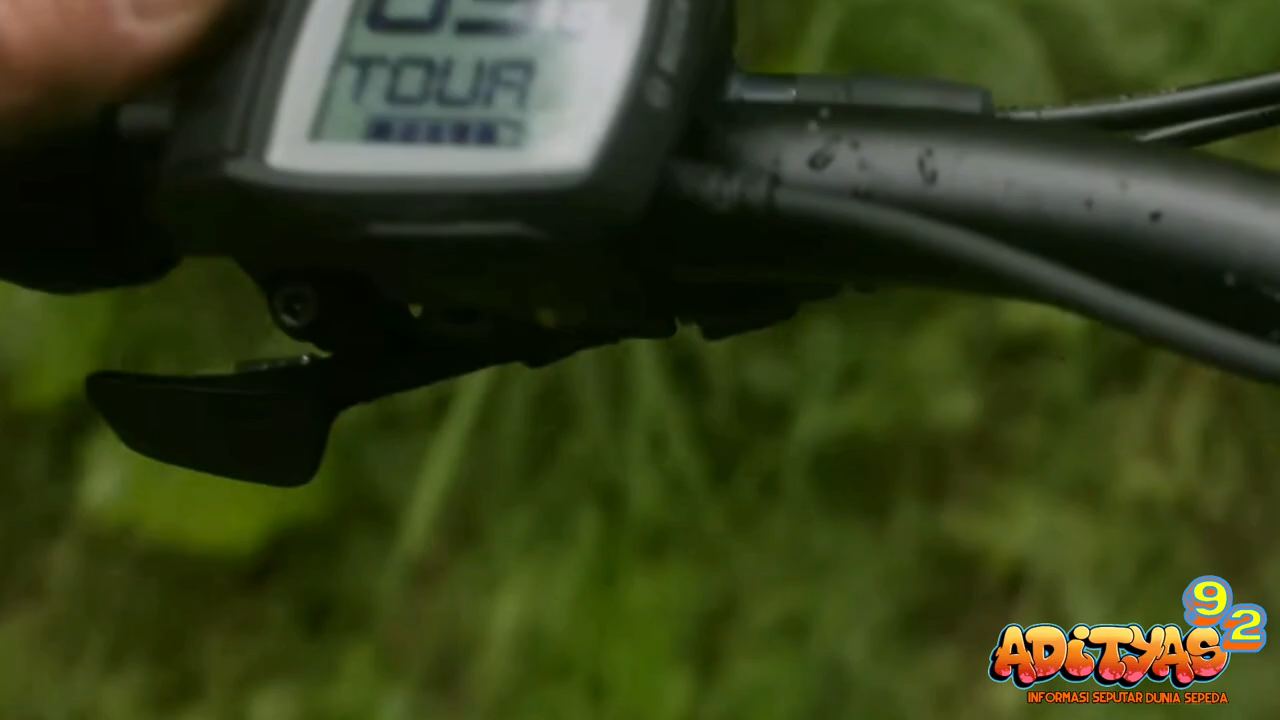 TOUR
92
ADITYAS
INFORMASI SEPUTAR DUNIA SEPEDA